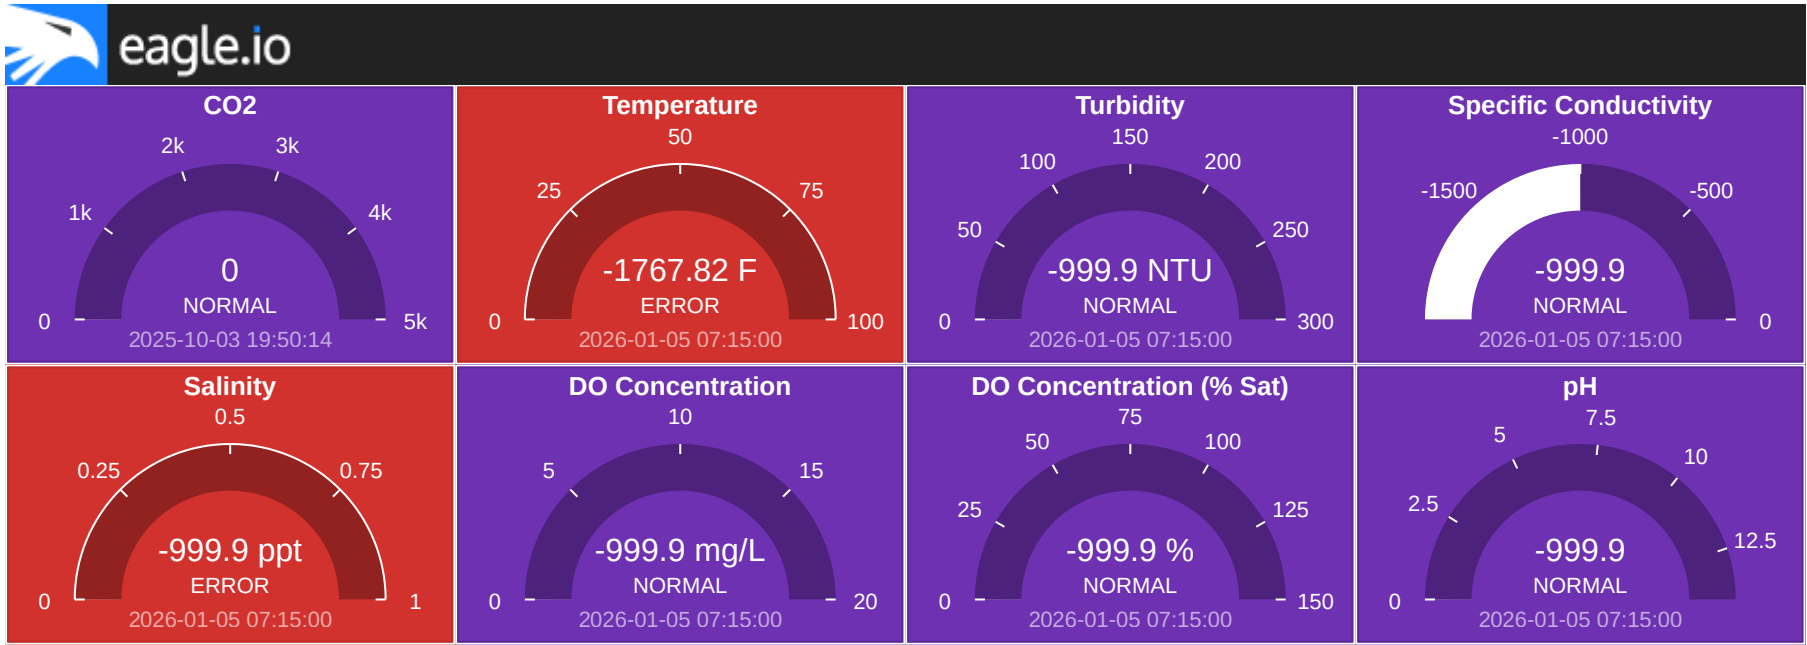 eagle.io
CO2
2k
3k
1k
4k
0
NORMAL
0
5k
2025-10-03 19:50:14
Temperature
50
25
75
-1767.82 F
ERROR
0
100
2026-01-05 07:15:00
Turbidity
150
100
200
50
250
-999.9 NTU
NORMAL
0
300
2026-01-05 07:15:00
Specific Conductivity
-1000
-1500
-500
-999.9
NORMAL
0
2026-01-05 07:15:00
Salinity
0.5
0.25
0.75
-999.9 ppt
ERROR
0
1
2026-01-05 07:15:00
DO Concentration
10
5
15
-999.9 mg/L
NORMAL
0
20
2026-01-05 07:15:00
DO Concentration (% Sat)
75
50
100
25
125
-999.9 %
NORMAL
0
150
2026-01-05 07:15:00
pH
7.5
5
10
2.5
12.5
-999.9
NORMAL
0
2026-01-05 07:15:00